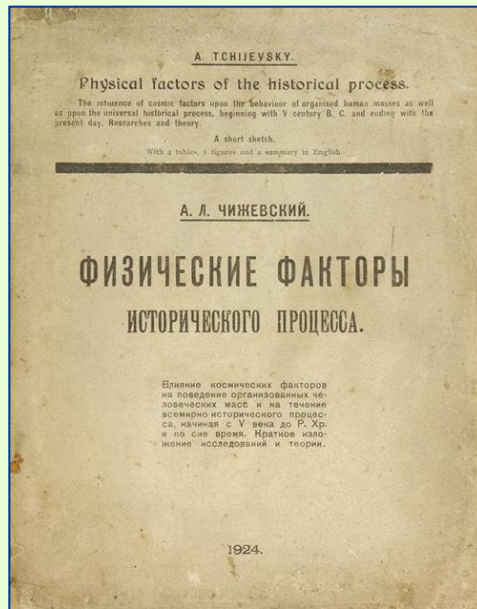 A. TCHIJEVSKY.
Physical factors of the historical process.
The influence of cosmic factors upon the behaviour of organised human masses as well
as upon the universal historical process, beginning with V century B. C. and ending with the
present day. Researches and theory.
A short sketch.
With 4 tables, 5 figures and a summary in English.
А. Л. ЧИЖЕВСКИЙ.
ФИЗИЧЕСКИЕ ФАКТОРЫ
ИСТОРИЧЕСКОГО ПРОЦЕССА.
Влияние космических факторов
на поведение организованных че-
ловеческих масс и на течение
всемирно-исторического процес-
са, начиная с V века до Р. Хр.
и по сие время. Краткое изло-
жение исследований и теории.
1924.